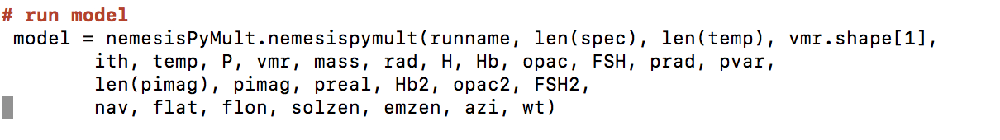 # run model
model = nemesisPyMult.nemesispymult(runname, len(spec), len(temp), vmr.shape[1],
ith, temp, P, vmr, mass, rad, H, Hb, opac, FSH, prad, pvar,
len(pimag), pimag, preal, Hb2, opac2, FSH2,
nav, flat, flon, solzen, emzen, azi, wt)